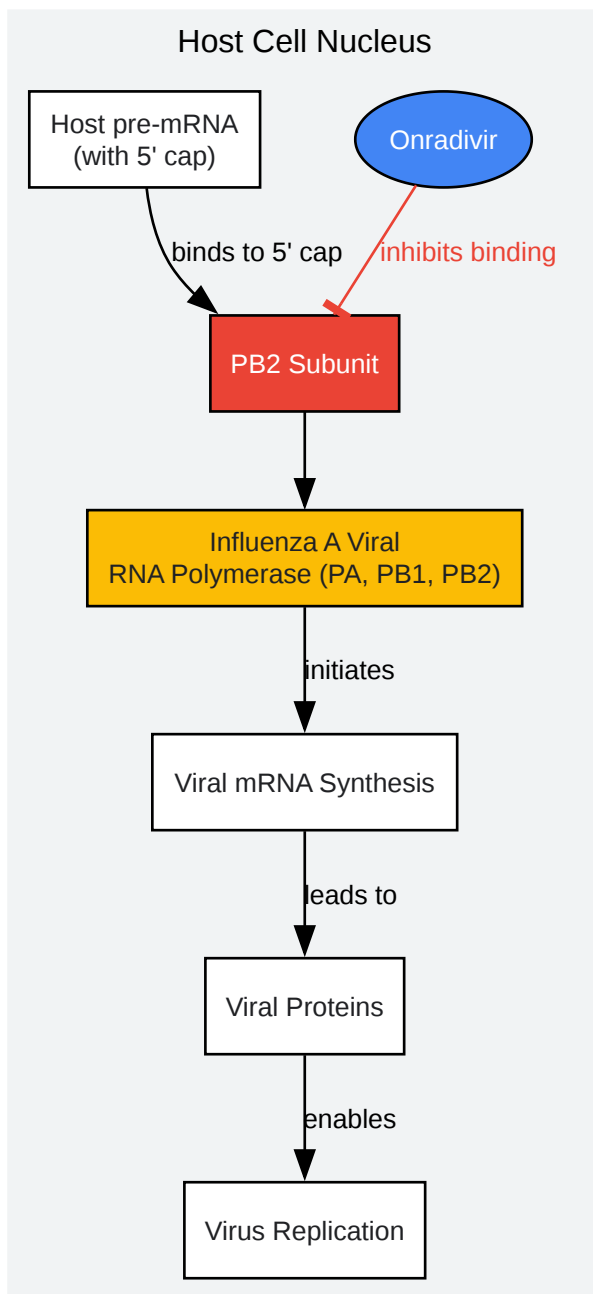 Host Cell Nucleus
Host pre-mRNA
(with 5' cap)
Onradivir
binds to 5' cap
inhibits binding
PB2 Subunit
Influenza A Viral
RNA Polymerase (PA, PB1, PB2)
initiates
Viral mRNA Synthesis
leads to
Viral Proteins
enables
Virus Replication